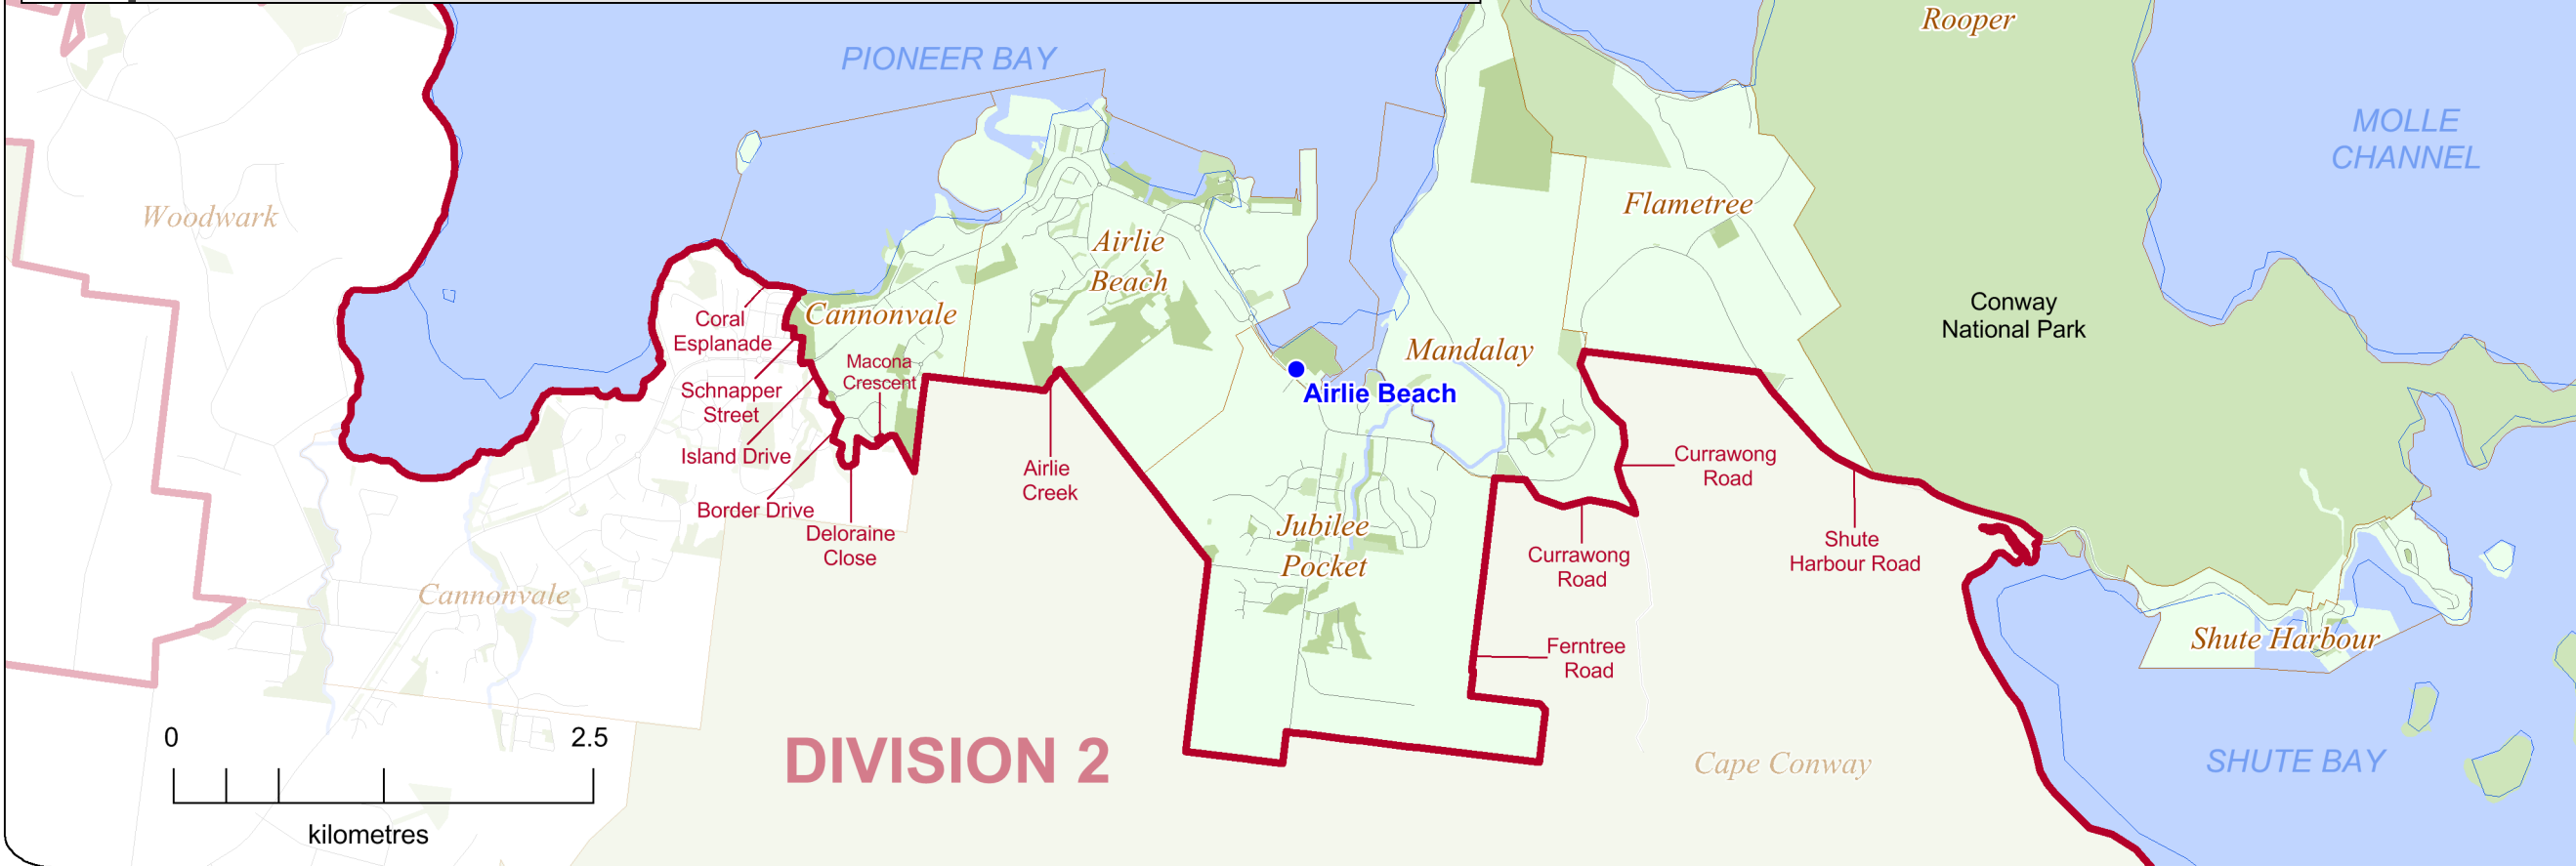 Rooper
PIONEER BAY
MOLLE
CHANNEL
Woodwark
Flametree
Airlie
Beach
Conway
National Park
Coral
Esplanade
Cannonvale
Mandalay
Macona
Crescent
Airlie Beach
Schnapper
Street
Island Drive
Currawong
Road
Airlie
Creek
Border Drive
Deloraine
Close
Jubilee
Pocket
Currawong
Road
Shute
Harbour Road
Cannonvale
Ferntree
Road
Shute Harbour
0
2.5
DIVISION 2
Cape Conway
SHUTE BAY
kilometres